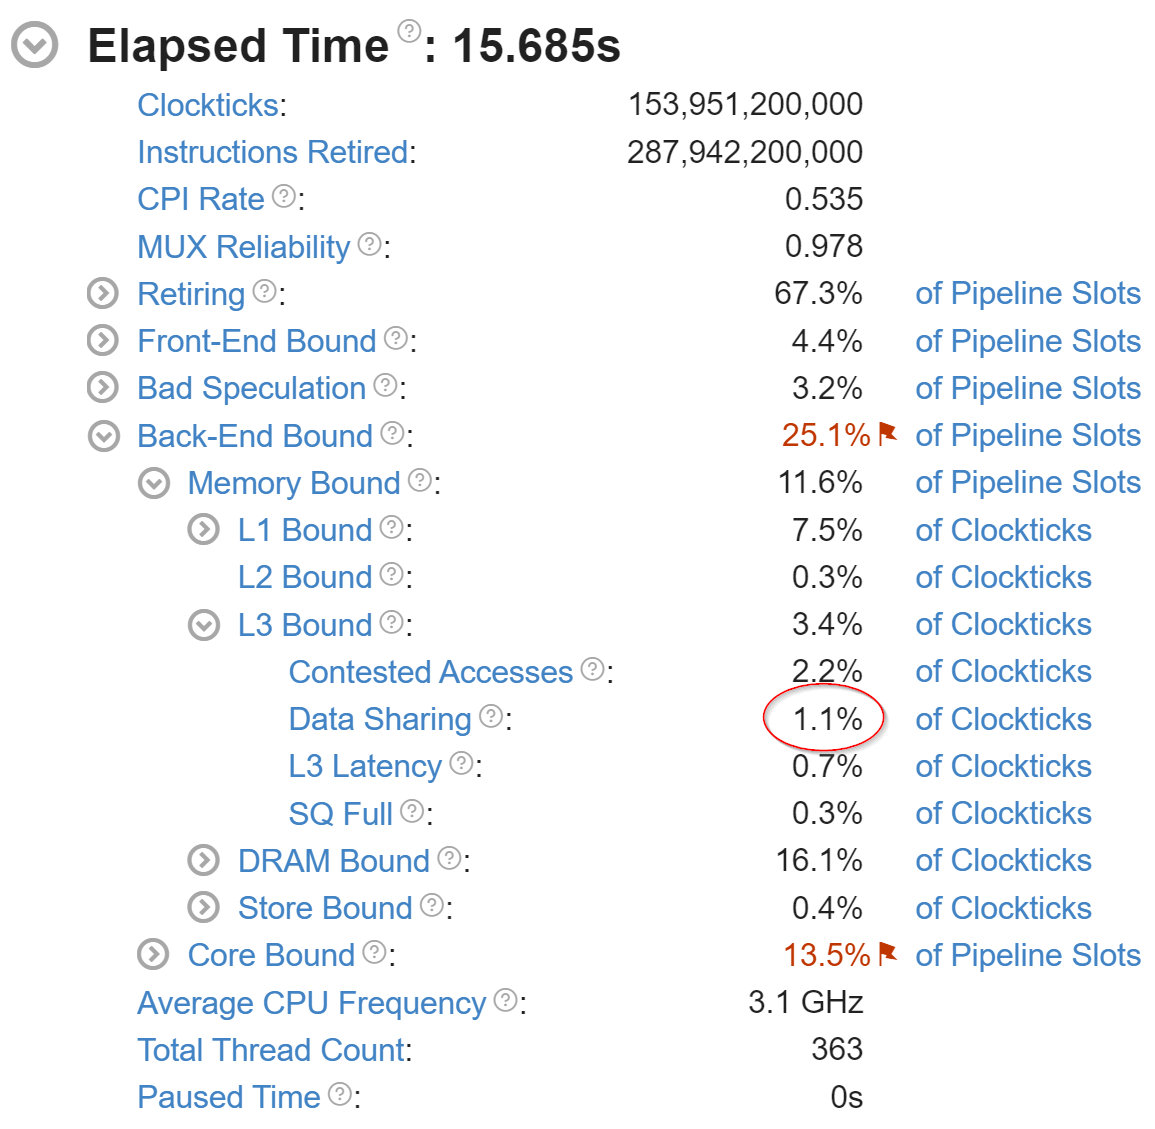 Elapsed Time ?: 15.685s
Clockticks: 153,951,200,000
Instructions Retired: 287,942,200,000
CPI Rate ?: 0.535
MUX Reliability ?: 0.978
Retiring ?: 67.3% of Pipeline Slots
Front-End Bound ?: 4.4% of Pipeline Slots
Bad Speculation ?: 3.2% of Pipeline Slots
Back-End Bound ?: 25.1% of Pipeline Slots
Memory Bound ?: 11.6% of Pipeline Slots
L1 Bound ?: 7.5% of Clockticks
L2 Bound ?: 0.3% of Clockticks
L3 Bound ?: 3.4% of Clockticks
Contested Accesses ?: 2.2% of Clockticks
Data Sharing ?: 1.1% of Clockticks
L3 Latency ?: 0.7% of Clockticks
SQ Full ?: 0.3% of Clockticks
DRAM Bound ?: 16.1% of Clockticks
Store Bound ?: 0.4% of Clockticks
Core Bound ?: 13.5% of Pipeline Slots
Average CPU Frequency ?: 3.1 GHz
Total Thread Count: 363
Paused Time ?: 0s